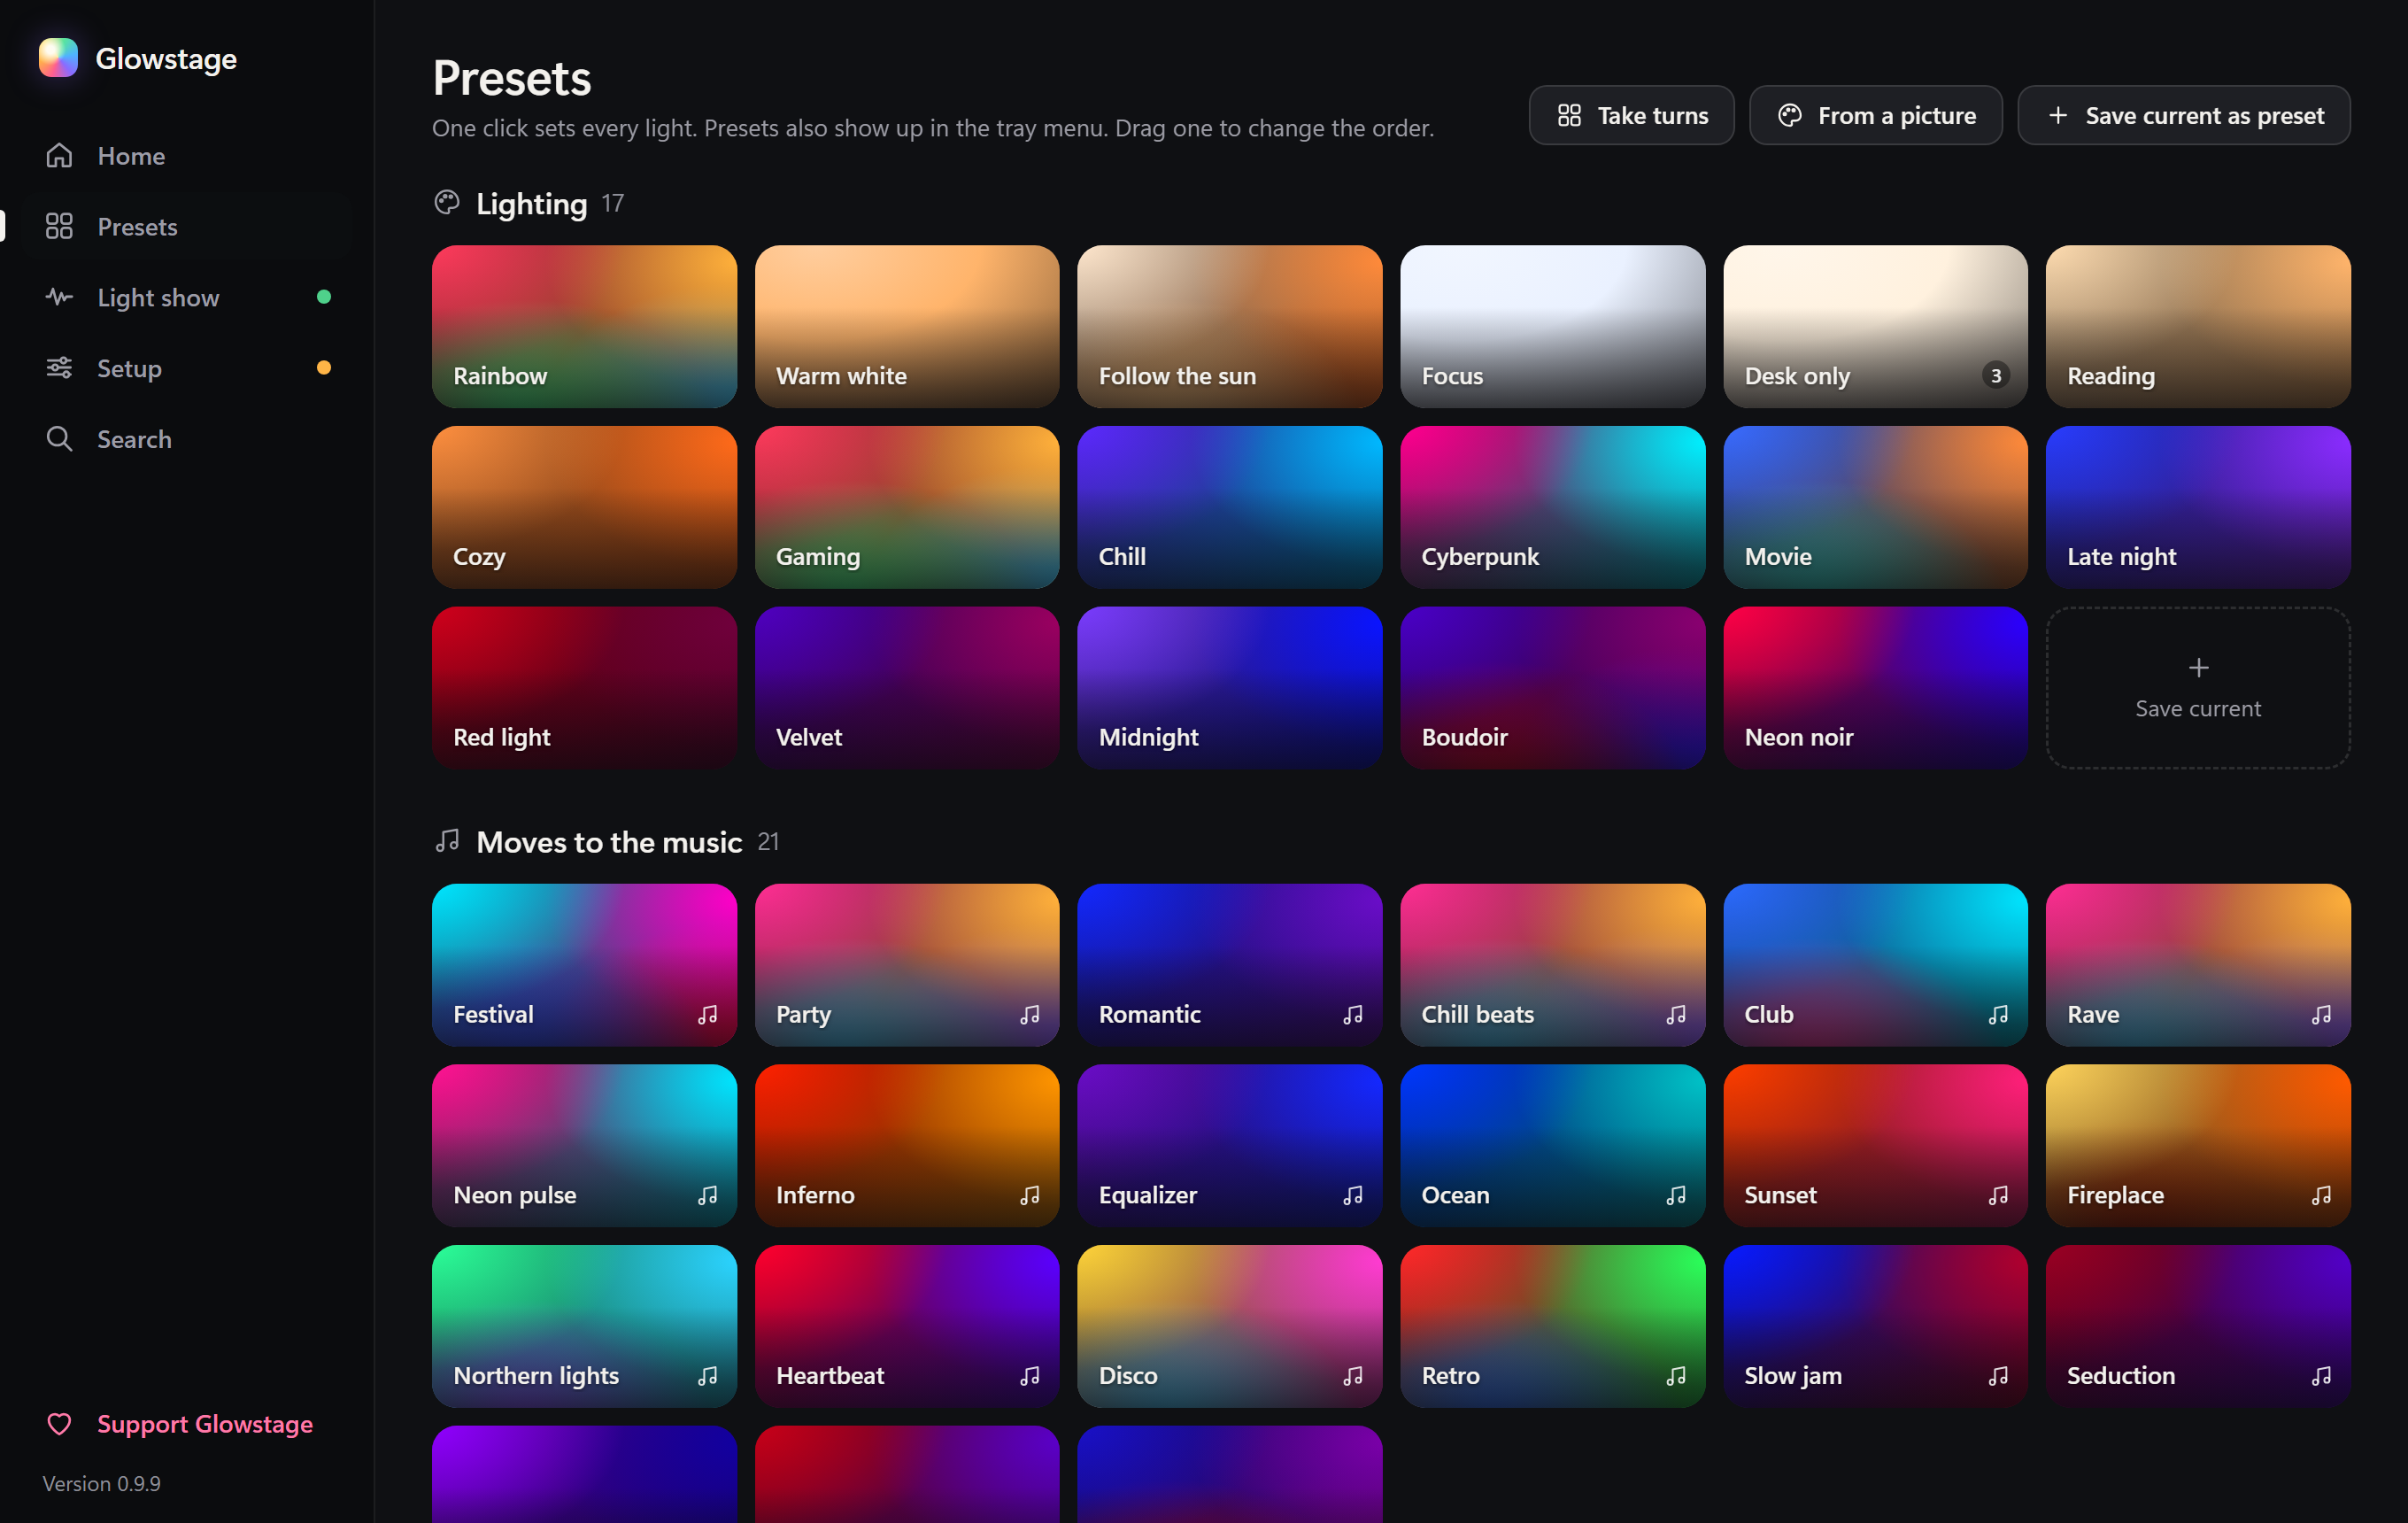 Glowstage
Home
Presets
Light show
Setup
Search
Support Glowstage
Version 0.9.9
Presets
One click sets every light. Presets also show up in the tray menu. Drag one to change the order.
Take turns
From a picture
Save current as preset
Lighting 17
Rainbow
Warm white
Follow the sun
Focus
Desk only 3
Reading
Cozy
Gaming
Chill
Cyberpunk
Movie
Late night
Red light
Velvet
Midnight
Boudoir
Neon noir
Save current
Moves to the music 21
Festival
Party
Romantic
Chill beats
Club
Rave
Neon pulse
Inferno
Equalizer
Ocean
Sunset
Fireplace
Northern lights
Heartbeat
Disco
Retro
Slow jam
Seduction